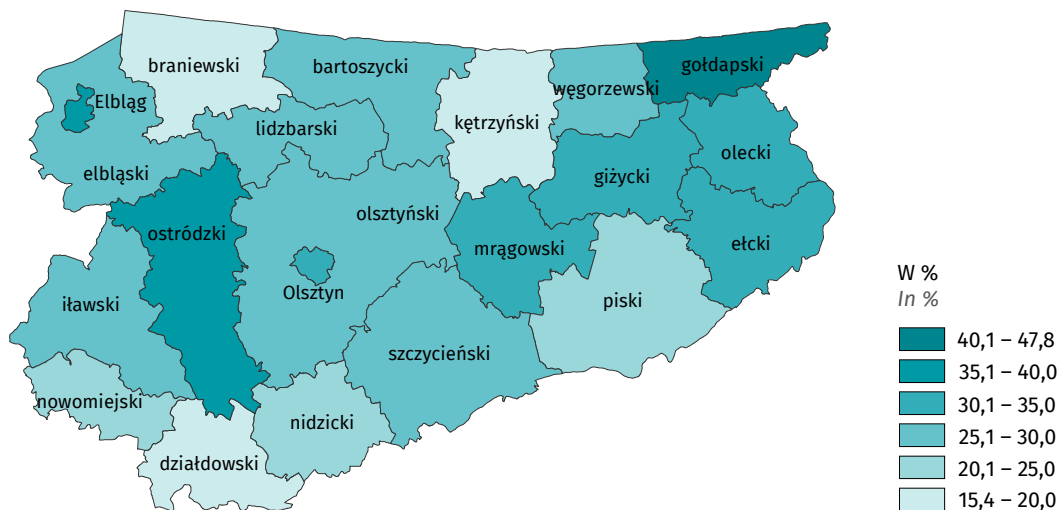 braniewski
bartoszycki
gołdapski
węgorzewski
Elbląg
kętrzyński
lidzbarski
olecki
elbląski
giżycki
olsztyński
ostródzki
mrągowski
ełcki
Olsztyn
iławski
piski
szczycieński
nowomiejski
nidzicki
działdowski
W %
In %
40,1 – 47,8
35,1 – 40,0
30,1 – 35,0
25,1 – 30,0
20,1 – 25,0
15,4 – 20,0